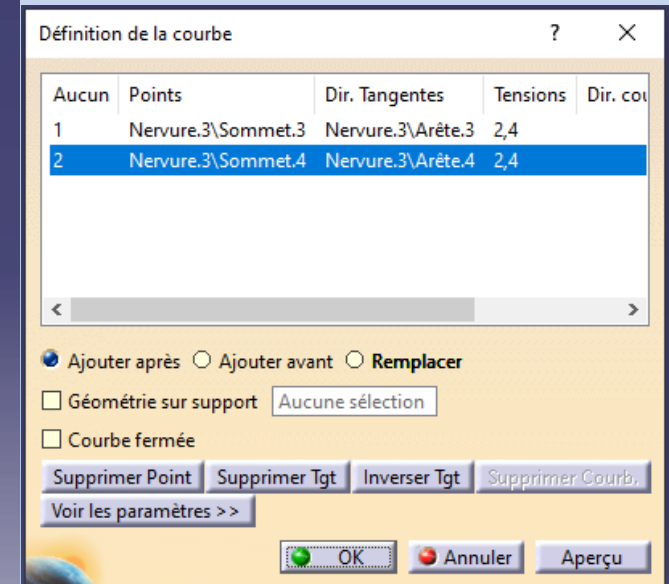 Définition de la courbe ? ×
Aucun Points Dir. Tangentes Tensions Dir. cou
1 Nervure.3\Sommet.3 Nervure.3\Arête.3 2,4
2 Nervure.3\Sommet.4 Nervure.3\Arête.4 2,4
Ajouter après Ajouter avant Remplacer
Géométrie sur support Aucune sélection
Courbe fermée
Supprimer Point Supprimer Tgt Inverser Tgt Supprimer Courb.
Voir les paramètres >>
OK Annuler Aperçu